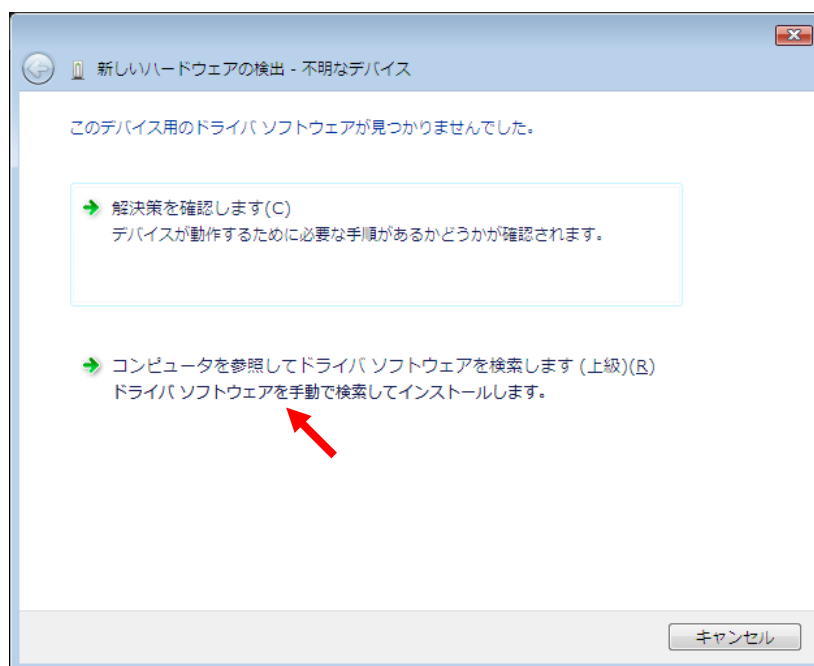 新しいハードウェアの検出 - 不明なデバイス
このデバイス用のドライバ ソフトウェアが見つかりませんでした。
解決策を確認します(C)
デバイスが動作するために必要な手順があるかどうかが確認されます。
コンピュータを参照してドライバ ソフトウェアを検索します (上級)(R)
ドライバ ソフトウェアを手動で検索してインストールします。
キャンセル